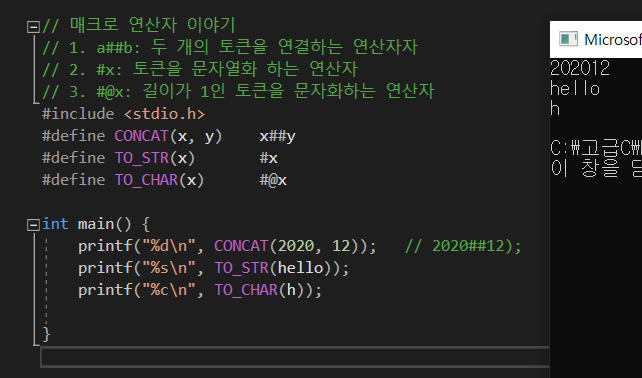 // 매크로 연산자 이야기
// 1. a##b: 두 개의 토큰을 연결하는 연산자자
// 2. #x: 토큰을 문자열화 하는 연산자
// 3. #@x: 길이가 1인 토큰을 문자화하는 연산자
#include <stdio.h>
#define CONCAT(x, y)    x##y
#define TO_STR(x)       #x
#define TO_CHAR(x)      #@x
int main() {
    printf("%d\n", CONCAT(2020, 12));   // 2020##12);
    printf("%s\n", TO_STR(hello));
    printf("%c\n", TO_CHAR(h));
}
Microso
202012
hello
h
C:\고급C\
이 창을